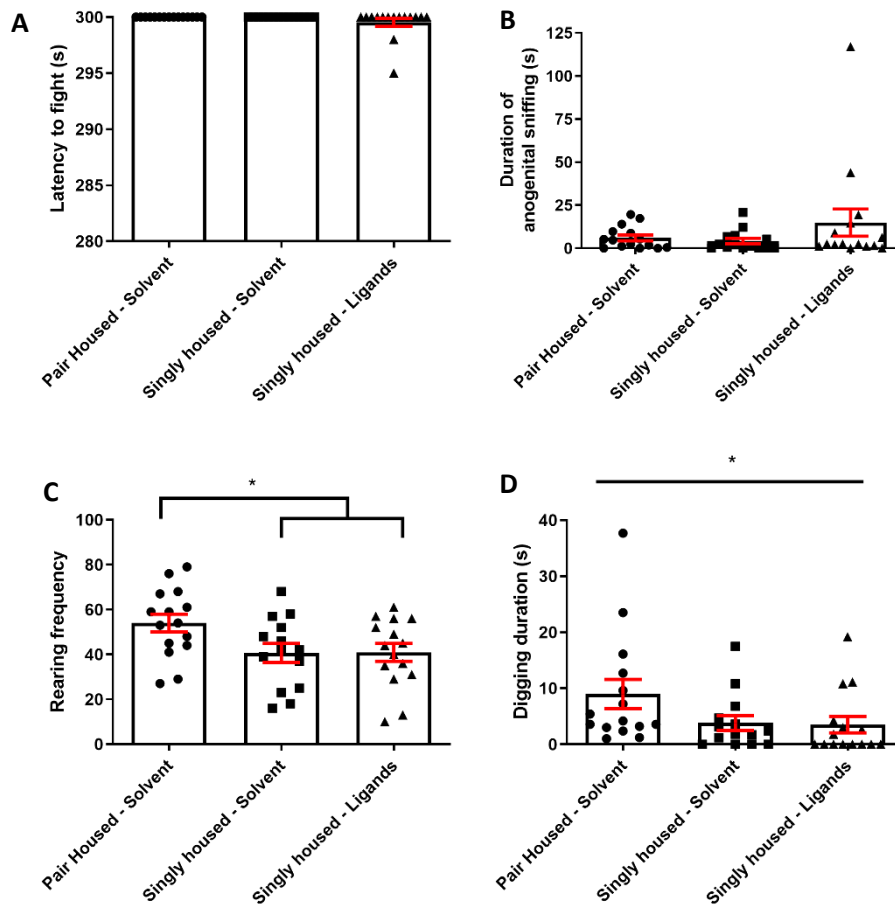 A
Latency to fight (s)
300
295
290
285
280
Pair Housed - Solvent
Singly housed - Solvent
Singly housed - Ligands
B
Duration of
anogenital sniffing (s)
125
100
75
50
25
0
Pair Housed - Solvent
Singly housed - Solvent
Singly housed - Ligands
C
*
Rearing frequency
100
80
60
40
20
0
Pair Housed - Solvent
Singly housed - Solvent
Singly housed - Ligands
D
*
Digging duration (s)
40
30
20
10
0
Pair Housed - Solvent
Singly housed - Solvent
Singly housed - Ligands